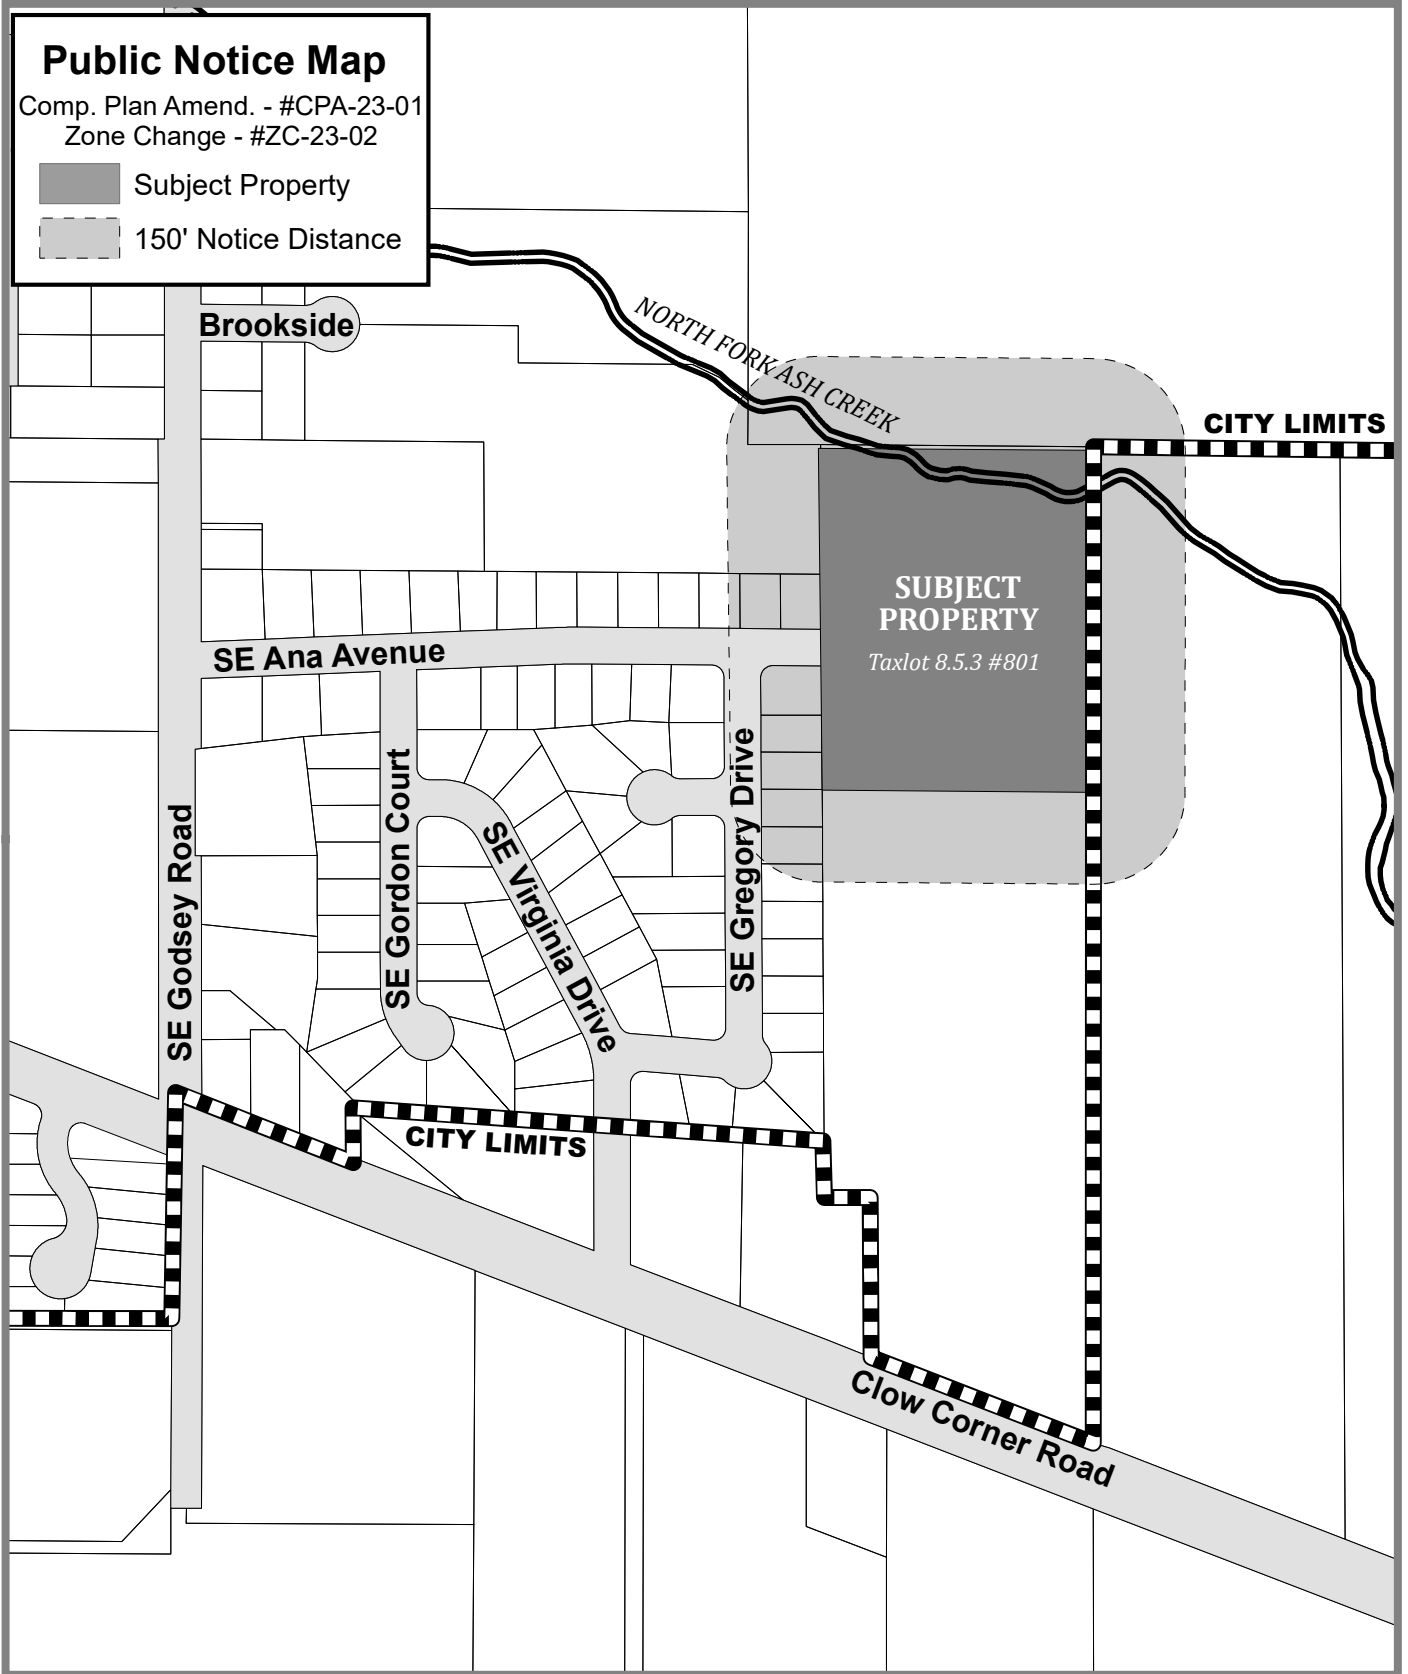 Public Notice Map
Comp. Plan Amend. - #CPA-23-01
Zone Change - #ZC-23-02
Subject Property
150' Notice Distance
Brookside
NORTH FORK ASH CREEK
CITY LIMITS
SUBJECT
PROPERTY
Taxlot 8.5.3 #801
SE Ana Avenue
SE Godsey Road
SE Gordon Court
SE Virginia Drive
SE Gregory Drive
CITY LIMITS
Clow Corner Road